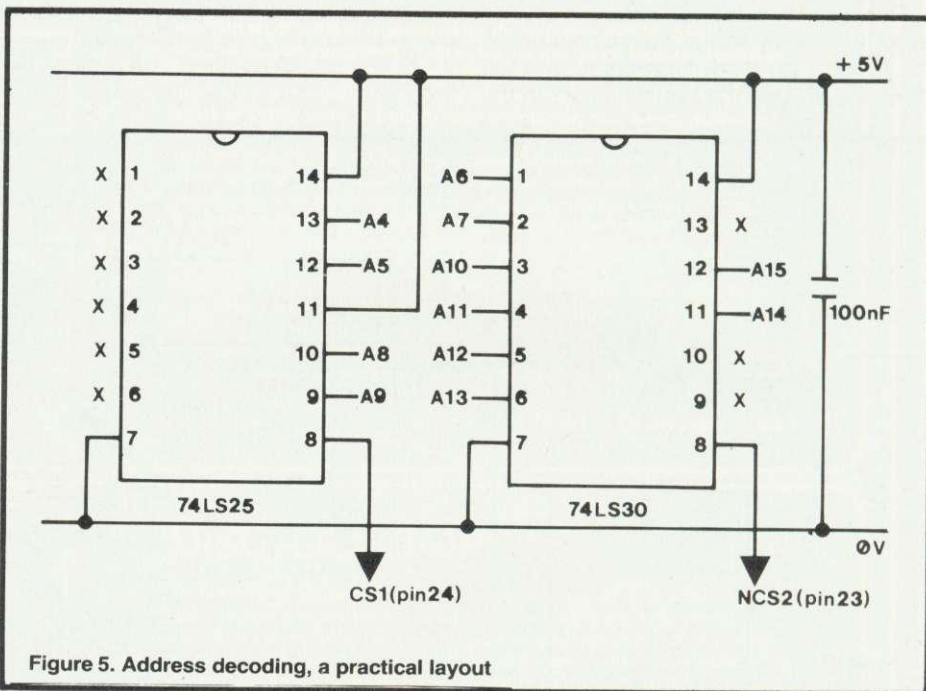 +5V
X 1 14
X 2 13 A4
X 3 12 A5
X 4 11
X 5 10 A8
X 6 9 A9
7 8
74LS25
A6 1 14
A7 2 13 X
A10 3 12 A15
A11 4 11 A14
A12 5 10 X
A13 6 9 X
7 8
74LS30
100nF
ØV
CS1(pin24)
NCS2(pin23)
Figure 5. Address decoding, a practical layout